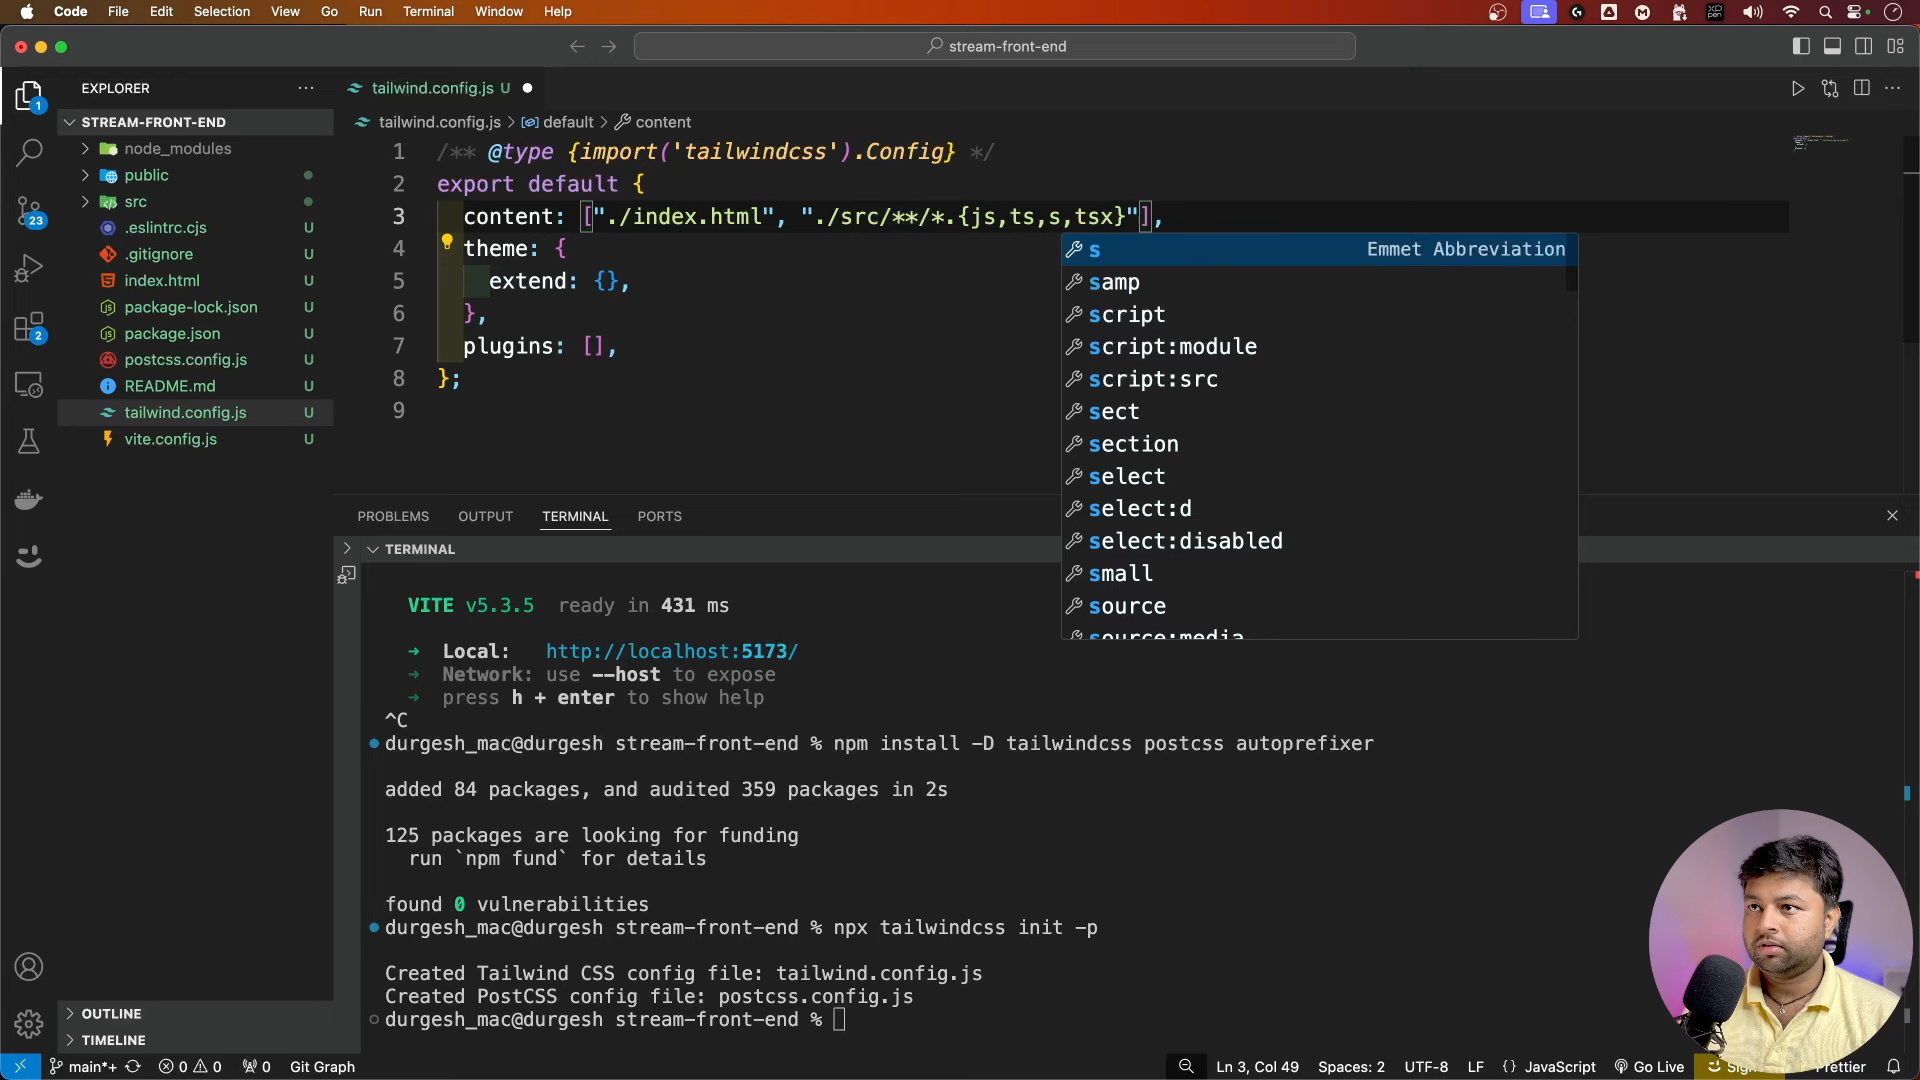 Code File Edit Selection View Go Run Terminal Window Help
stream-front-end
EXPLORER
STREAM-FRONT-END
node_modules
public
src
.eslintrc.cjs U
.gitignore U
index.html U
package-lock.json U
package.json U
postcss.config.js U
README.md U
tailwind.config.js U
vite.config.js U
OUTLINE
TIMELINE
1
23
2
tailwind.config.js U
tailwind.config.js > default > content
1 /** @type {import('tailwindcss').Config} */
2 export default {
3 content: ["./index.html", "./src/**/*.{js,ts,s,tsx}"],
4 theme: {
5 extend: {},
6 },
7 plugins: [],
8 };
9
s Emmet Abbreviation
samp
script
script:module
script:src
sect
section
select
select:d
select:disabled
small
source
source:media
PROBLEMS OUTPUT TERMINAL PORTS
TERMINAL
VITE v5.3.5 ready in 431 ms
➜ Local: http://localhost:5173/
➜ Network: use --host to expose
➜ press h + enter to show help
^C
durgesh_mac@durgesh stream-front-end % npm install -D tailwindcss postcss autoprefixer
added 84 packages, and audited 359 packages in 2s
125 packages are looking for funding
run `npm fund` for details
found 0 vulnerabilities
durgesh_mac@durgesh stream-front-end % npx tailwindcss init -p
Created Tailwind CSS config file: tailwind.config.js
Created PostCSS config file: postcss.config.js
durgesh_mac@durgesh stream-front-end %
main*+ 0 0 0 Git Graph
Ln 3, Col 49 Spaces: 2 UTF-8 LF {} JavaScript Go Live Prettier